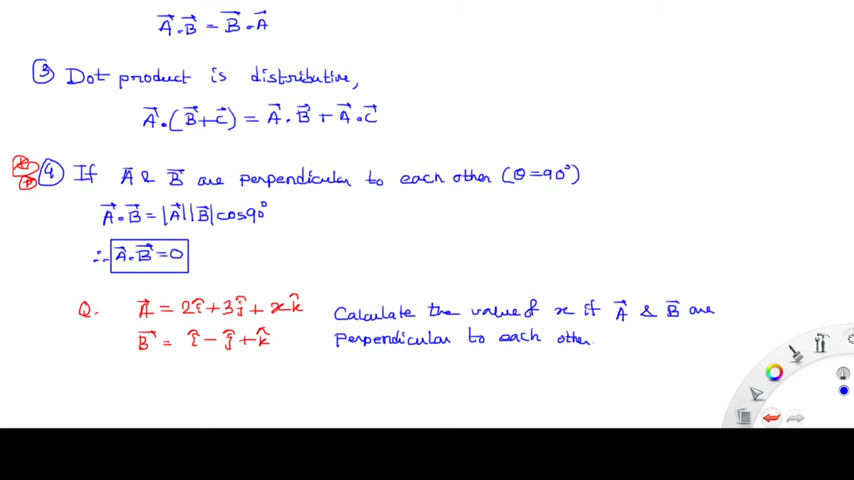 A⃗.B⃗ = B⃗.A⃗
③ Dot product is distributive,
A⃗.(B⃗+C⃗) = A⃗.B⃗ + A⃗.C⃗
④ If A⃗ & B⃗ are perpendicular to each other (θ=90°)
A⃗.B⃗ = |A⃗||B⃗|cos90°
∴ A⃗.B⃗ = 0
Q. A⃗ = 2î+3ĵ+xk̂ Calculate the value of x if A⃗ & B⃗ are
B⃗ = î-ĵ+k̂ perpendicular to each other.